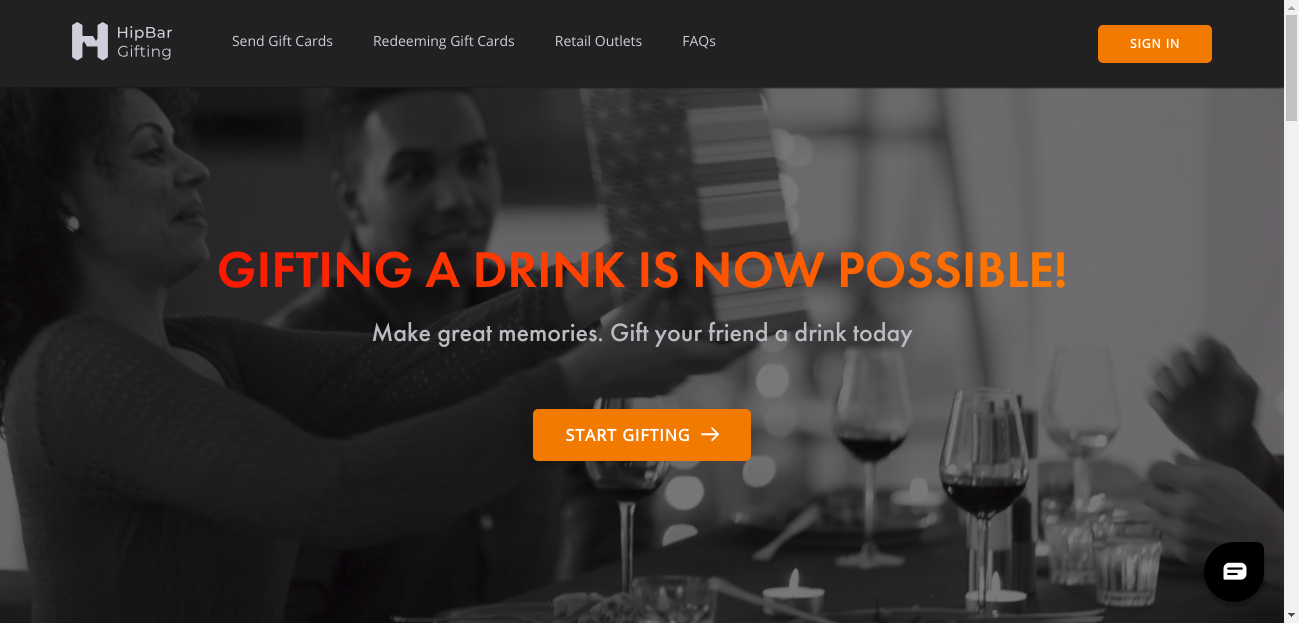 HipBar
Gifting
Send Gift Cards
Redeeming Gift Cards
Retail Outlets
FAQs
SIGN IN
GIFTING A DRINK IS NOW POSSIBLE!
Make great memories. Gift your friend a drink today
START GIFTING →